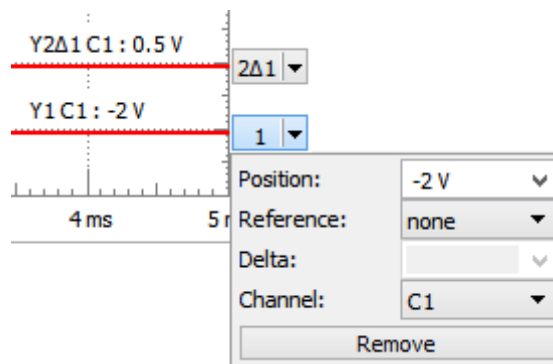 Y2Δ1 C1 : 0.5 V
2Δ1
Y1 C1 : -2 V
1
Position: -2 V
4 ms 5 Reference: none
Delta:
Channel: C1
Remove